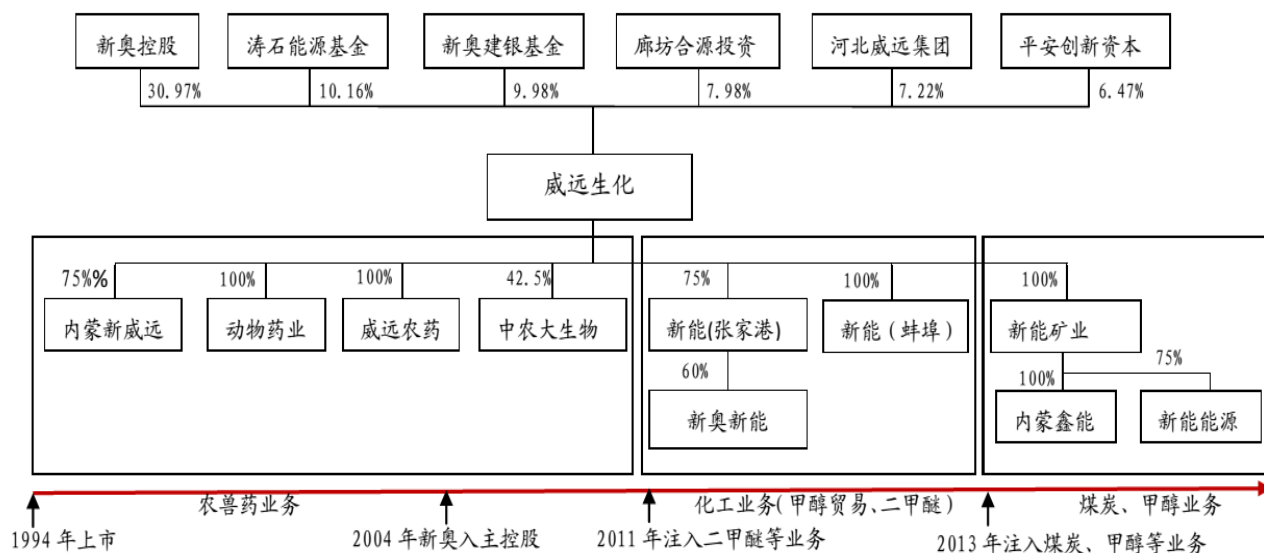 新奥控股
涛石能源基金
新奥建银基金
廊坊合源投资
河北威远集团
平安创新资本
30.97%
10.16%
9.98%
7.98%
7.22%
6.47%
威远生化
75%%
100%
100%
42.5%
75%
100%
100%
内蒙新威远
动物药业
威远农药
中农大生物
新能(张家港)
新能（蚌埠）
新能矿业
60%
100%
75%
新奥新能
内蒙鑫能
新能能源
农兽药业务
化工业务(甲醇贸易、二甲醚)
煤炭、甲醇业务
1994年上市
2004年新奥入主控股
2011年注入二甲醚等业务
2013年注入煤炭、甲醇等业务